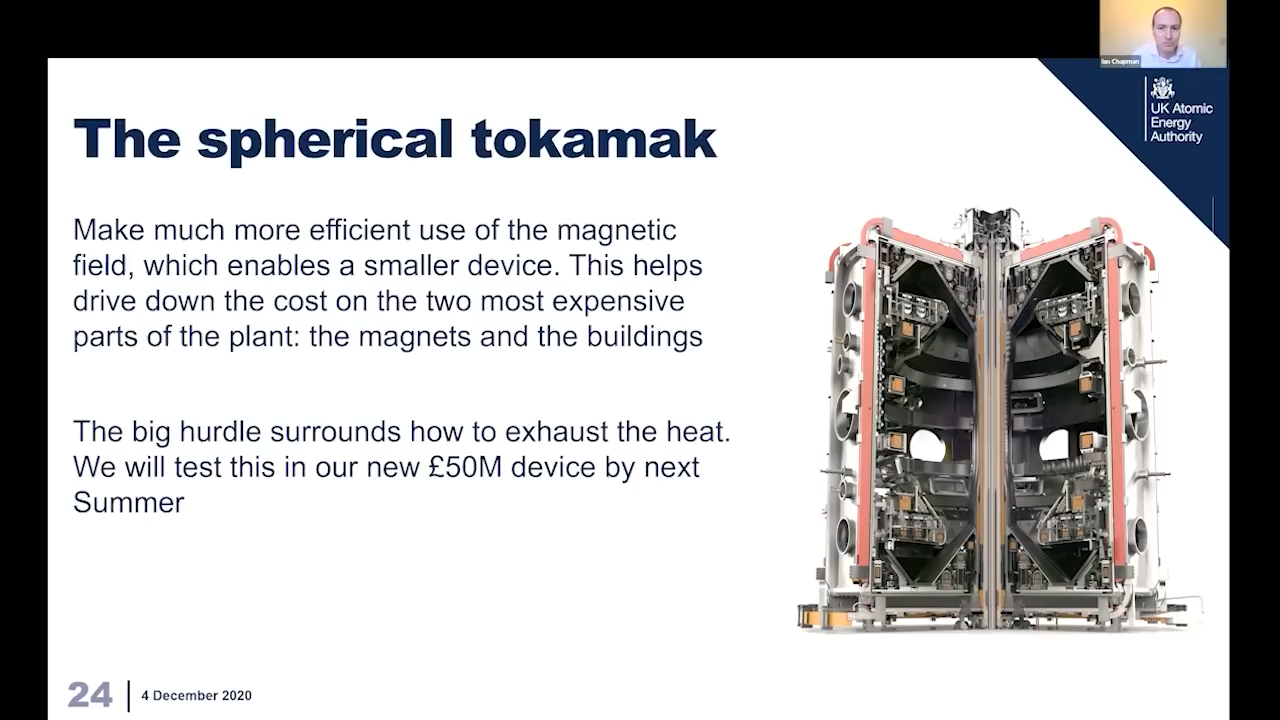 Ian Chapman
UK Atomic
Energy
Authority
The spherical tokamak
Make much more efficient use of the magnetic
field, which enables a smaller device. This helps
drive down the cost on the two most expensive
parts of the plant: the magnets and the buildings
The big hurdle surrounds how to exhaust the heat.
We will test this in our new £50M device by next
Summer
24
4 December 2020